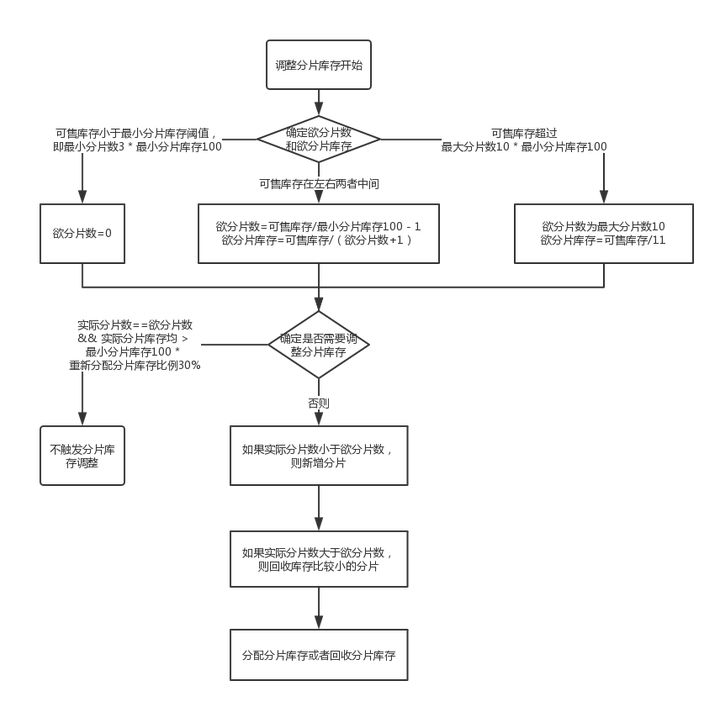 调整分片库存开始
确定欲分片数
和欲分片库存
可售库存小于最小分片库存阈值，
即最小分片数3 * 最小分片库存100
可售库存超过
最大分片数10 * 最小分片库存100
可售库存在左右两者中间
欲分片数=0
欲分片数=可售库存/最小分片库存100 - 1
欲分片库存=可售库存/（欲分片数+1）
欲分片数为最大分片数10
欲分片库存=可售库存/11
实际分片数==欲分片数
&& 实际分片库存均 >
最小分片库存100 *
重新分配分片库存比例30%
确定是否需要调
整分片库存
否则
不触发分片库
存调整
如果实际分片数小于欲分片数，
则新增分片
如果实际分片数大于欲分片数，
则回收库存比较小的分片
分配分片库存或者回收分片库存